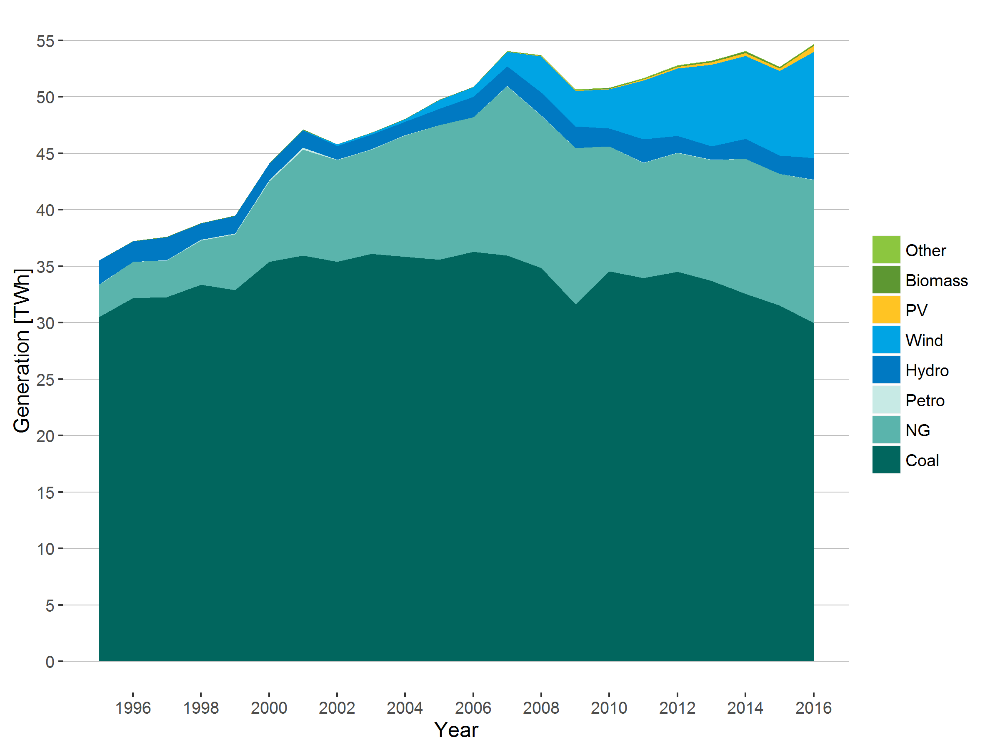 Generation [TWh]
55
50
45
40
35
30
25
20
15
10
5
0
1996 1998 2000 2002 2004 2006 2008 2010 2012 2014 2016
Year
Other
Biomass
PV
Wind
Hydro
Petro
NG
Coal